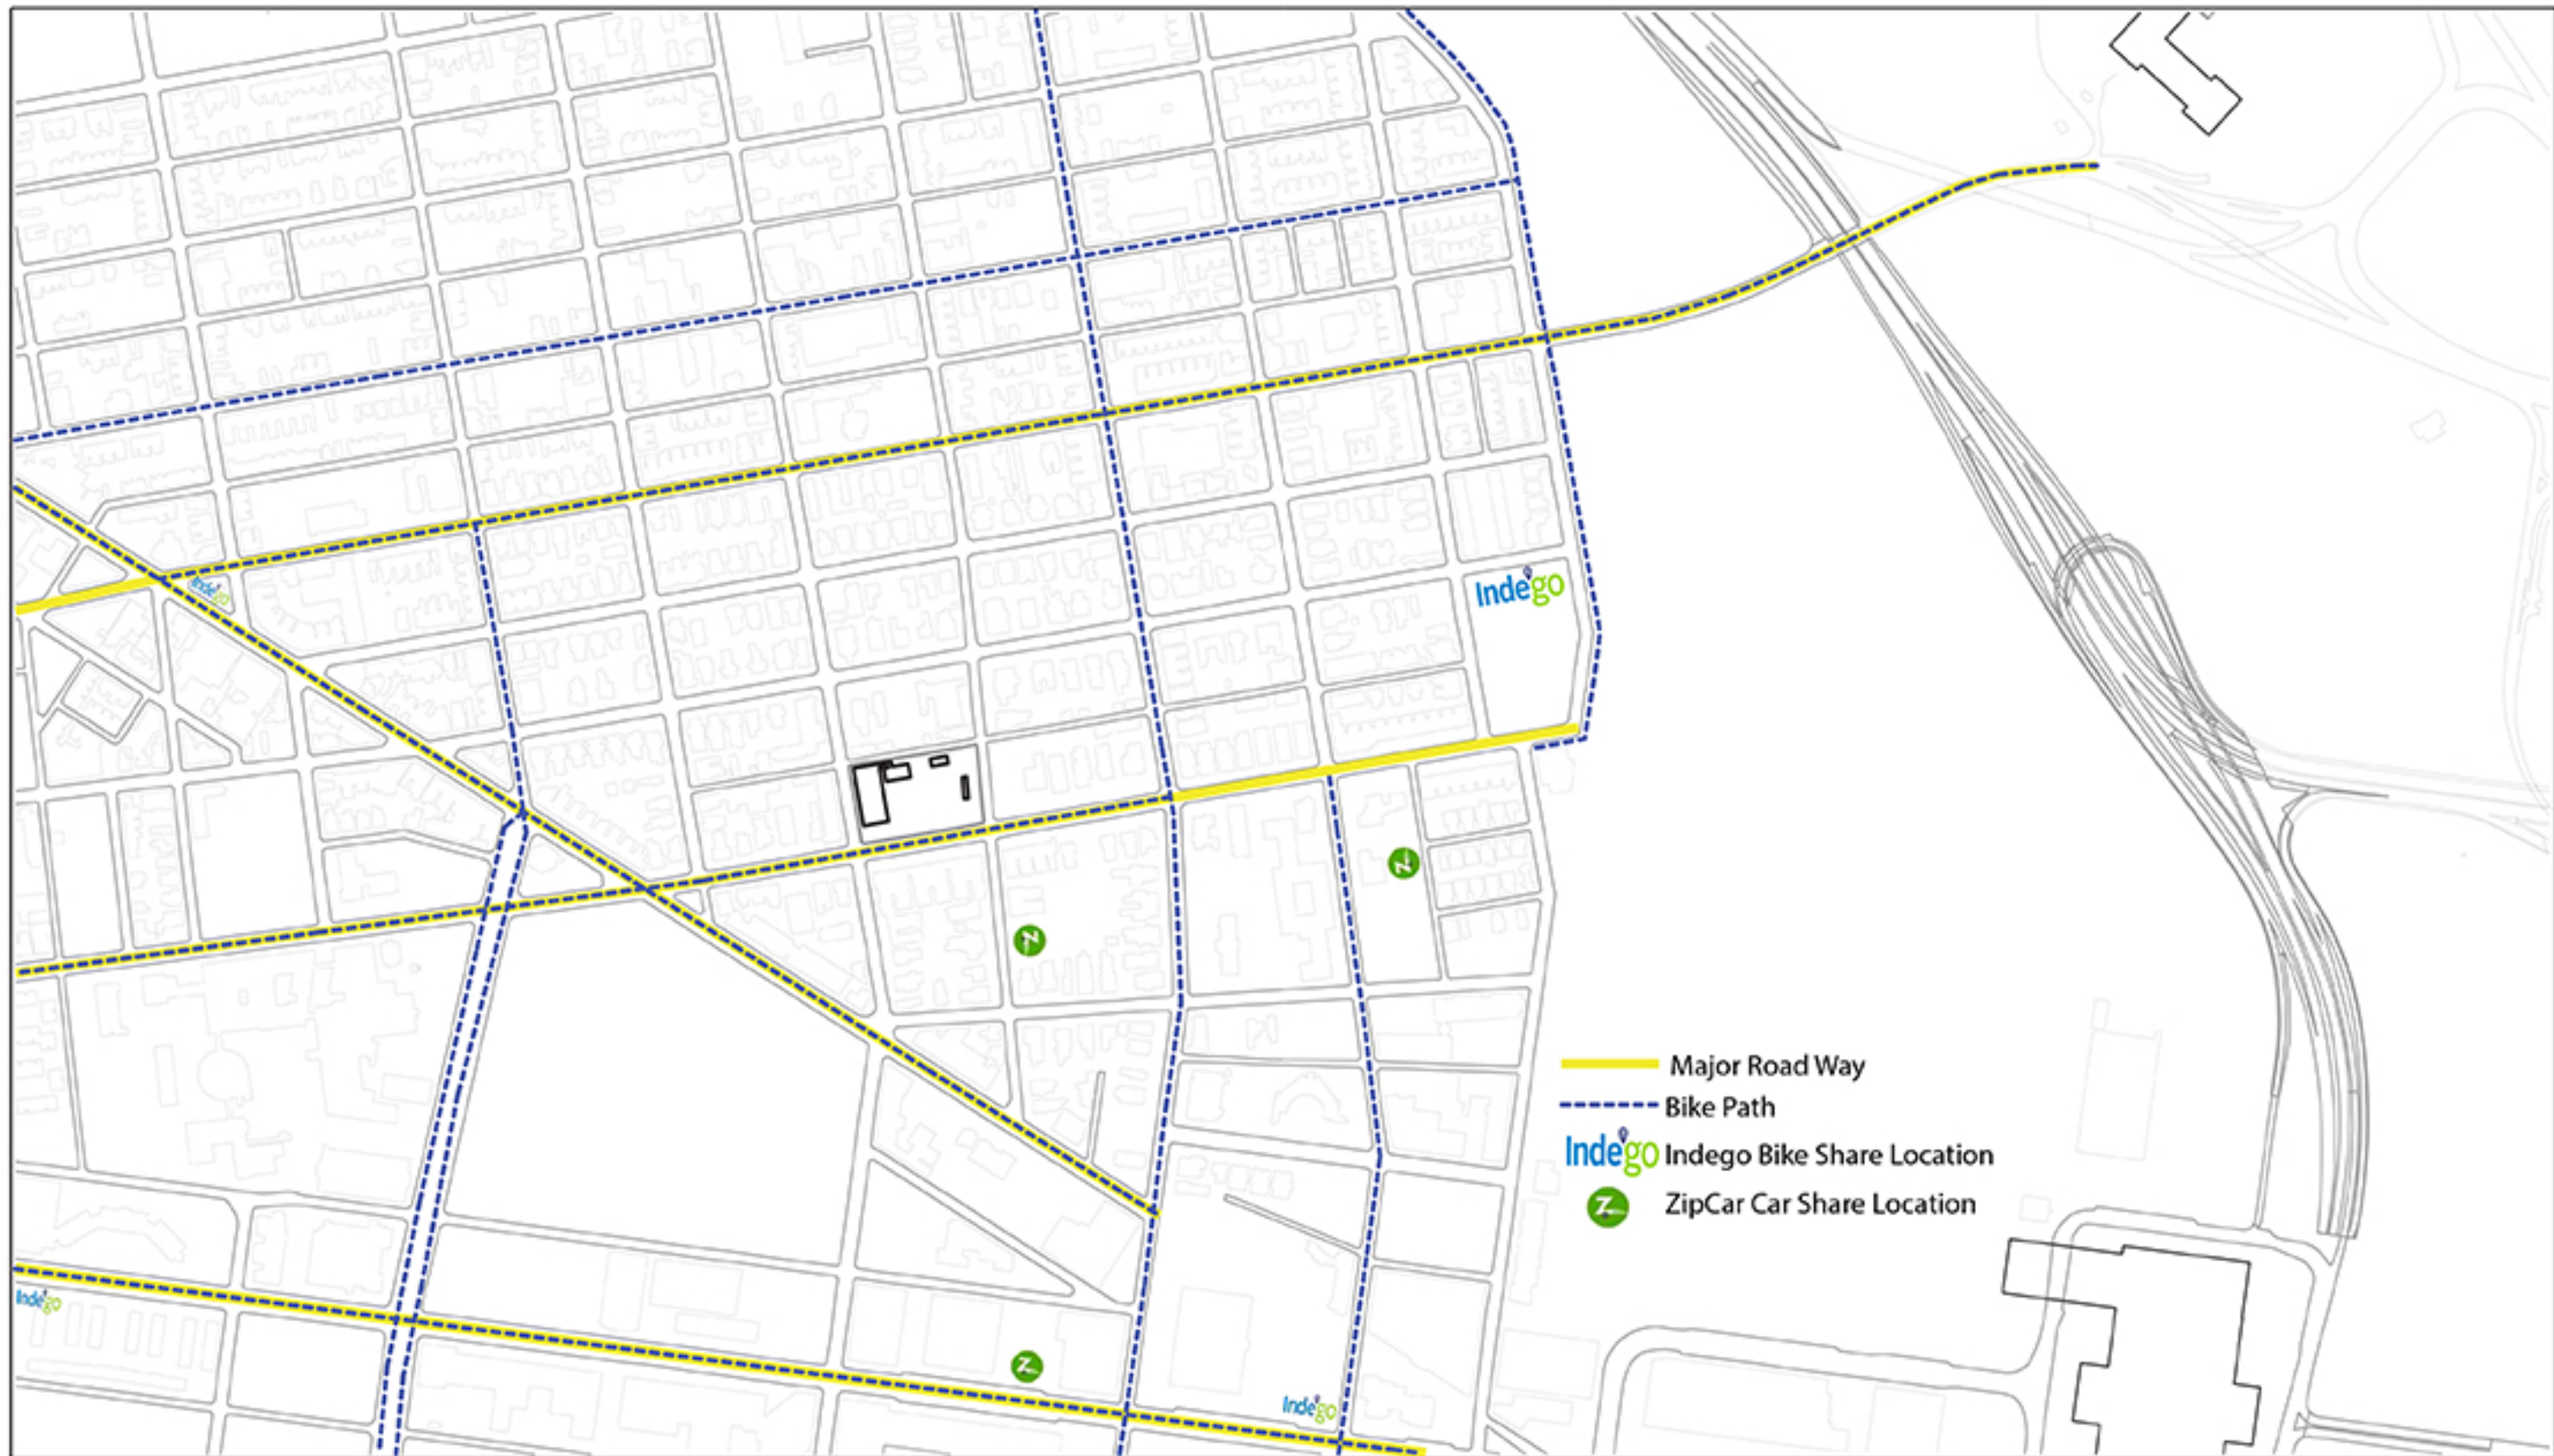 Indego
Indego
Major Road Way
Bike Path
Indego Indego Bike Share Location
Z ZipCar Car Share Location
Indego
Indego
Z
Z
Z